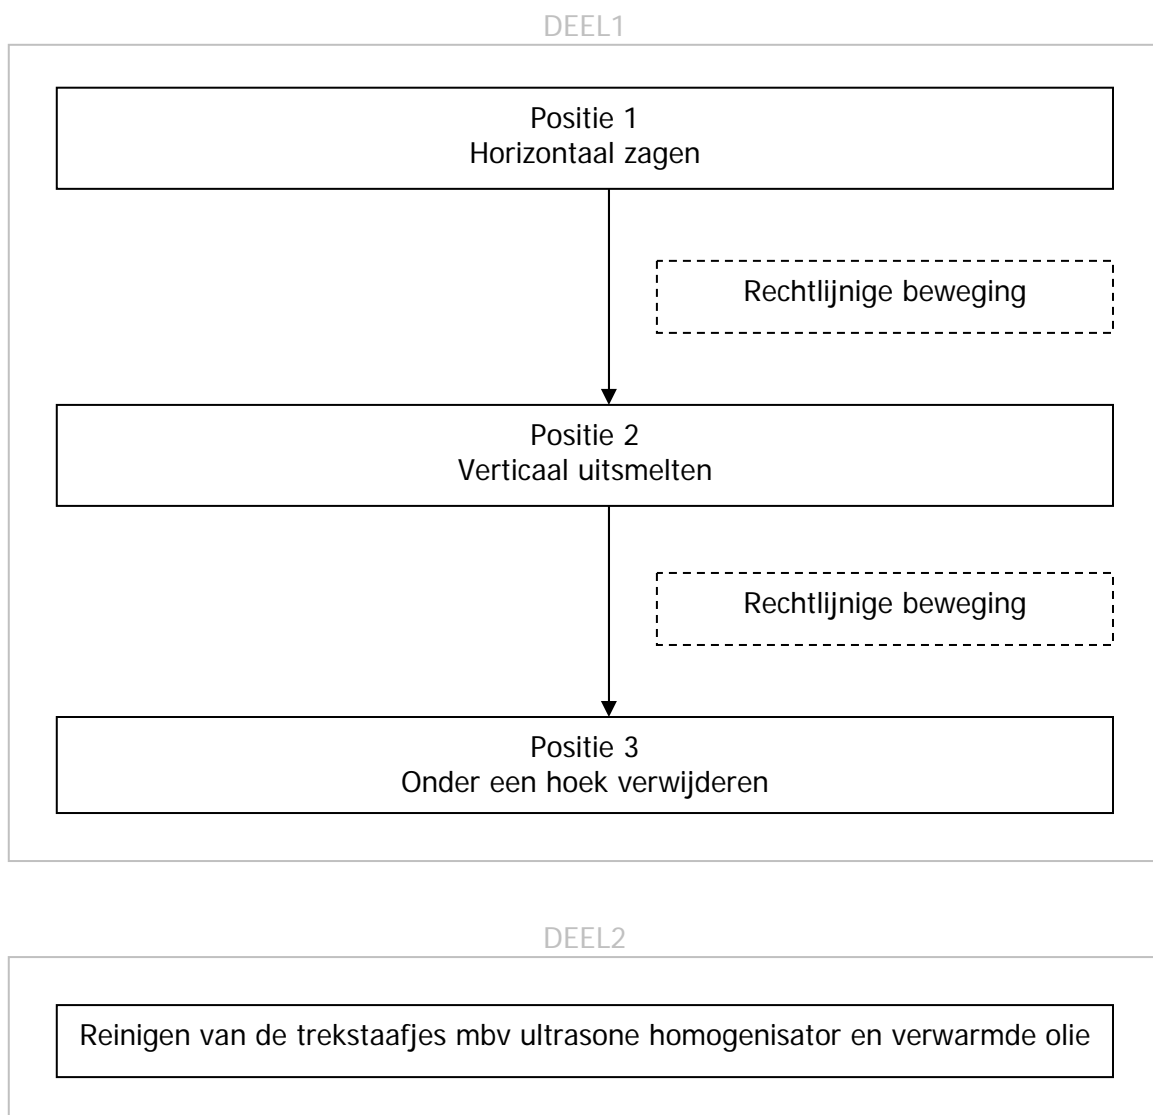 DEEL1
Positie 1
Horizontaal zagen
Rechtlijnige beweging
Positie 2
Verticaal uitsmelten
Rechtlijnige beweging
Positie 3
Onder een hoek verwijderen
DEEL2
Reinigen van de trekstaafjes mbv ultrasone homogenisator en verwarmde olie